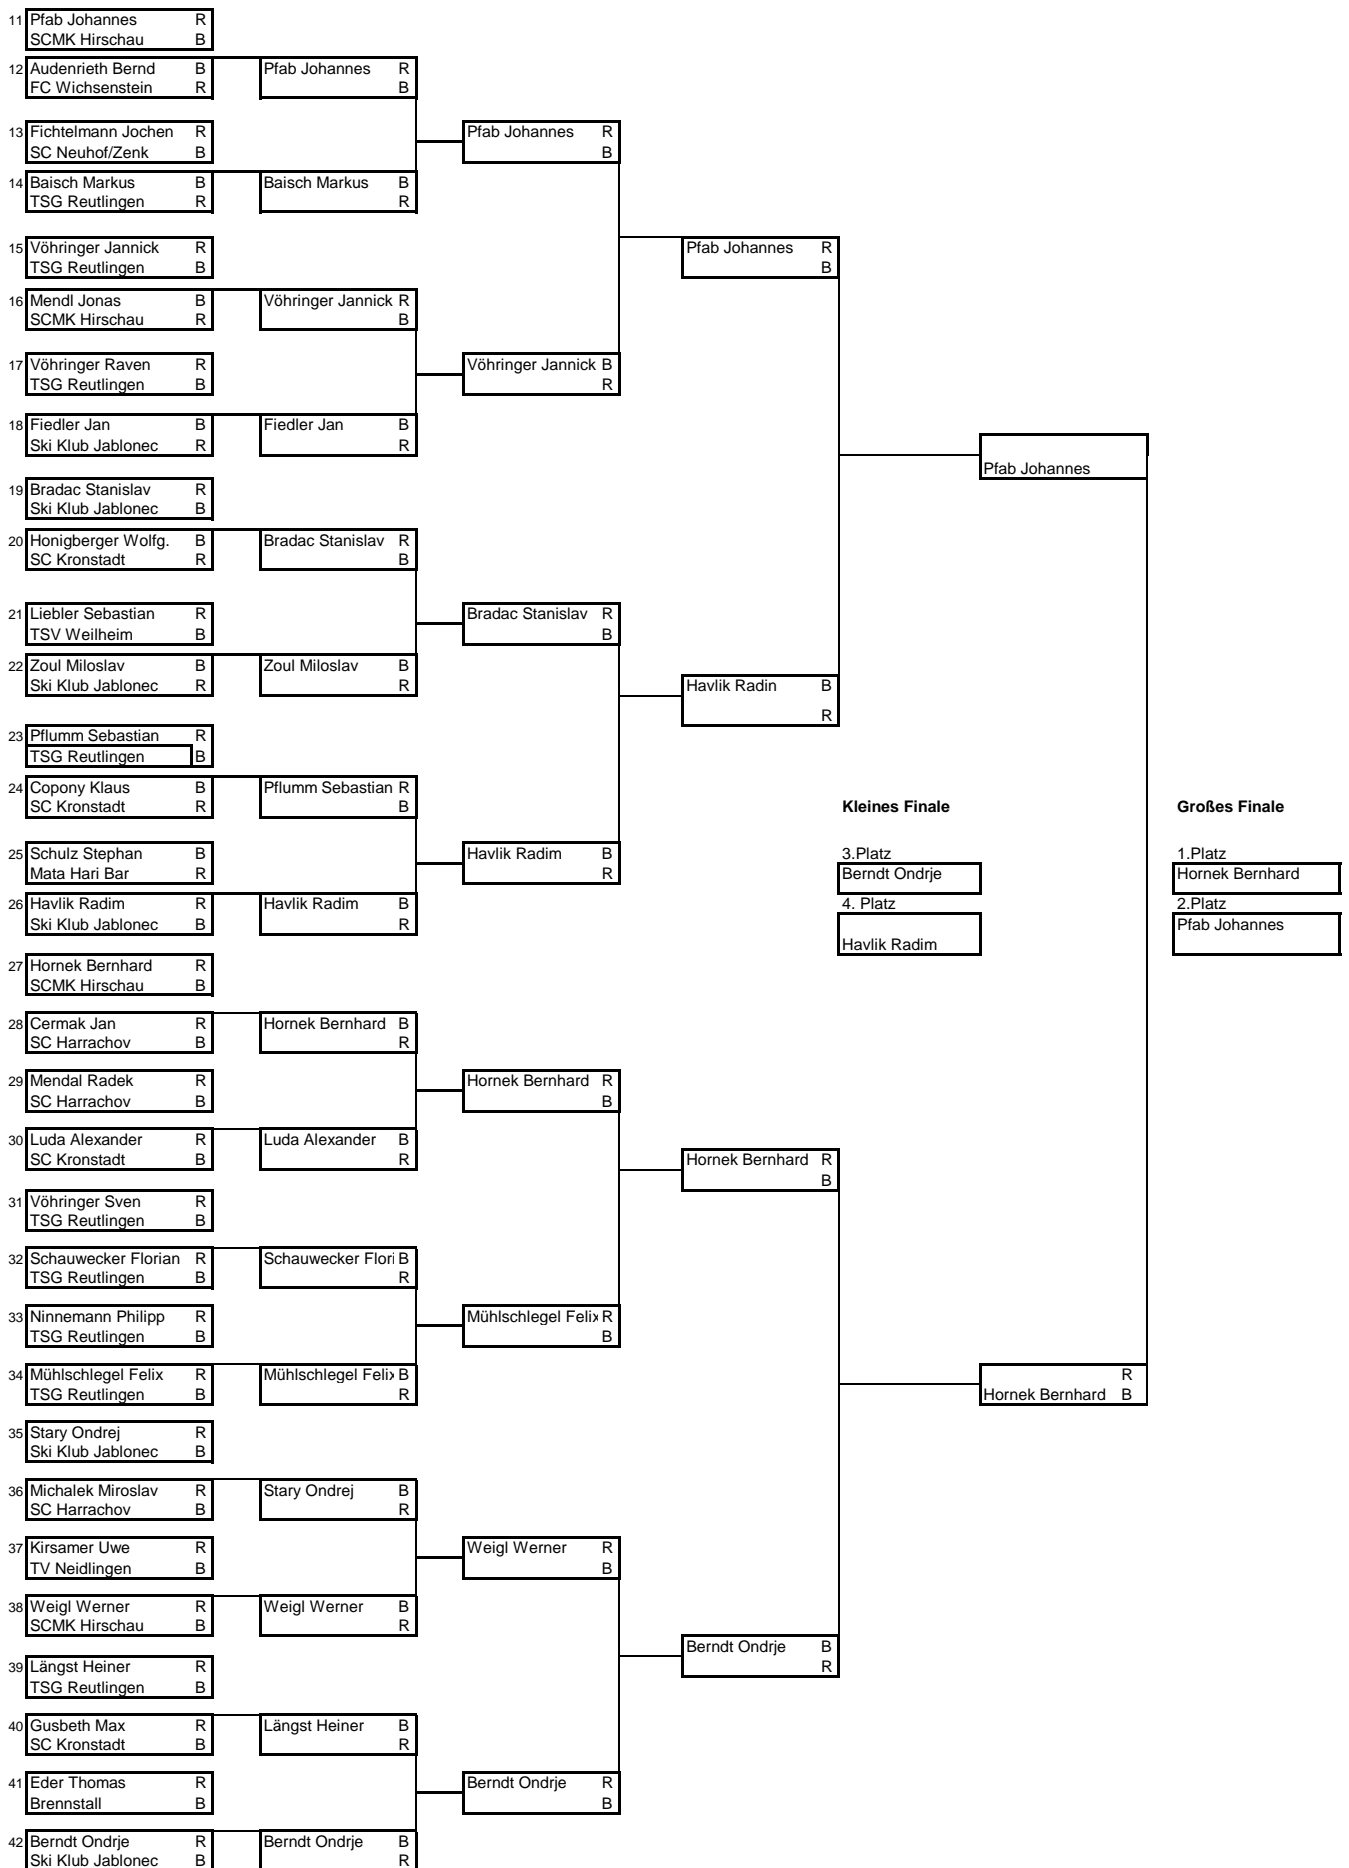 11 Pfab Johannes R
SCMK Hirschau B
12 Audenrieth Bernd B Pfab Johannes R
FC Wichsenstein R B
13 Fichtelmann Jochen R Pfab Johannes R
SC Neuhof/Zenk B B
14 Baisch Markus B Baisch Markus B
TSG Reutlingen R R
15 Vöhringer Jannick R Pfab Johannes R
TSG Reutlingen B B
16 Mendl Jonas B Vöhringer Jannick R
SCMK Hirschau R B
17 Vöhringer Raven R Vöhringer Jannick B
TSG Reutlingen B R
18 Fiedler Jan B Fiedler Jan B
Ski Klub Jablonec R R
Pfab Johannes
19 Bradac Stanislav R
Ski Klub Jablonec B
20 Honigberger Wolfg. B Bradac Stanislav R
SC Kronstadt R B
21 Liebler Sebastian R Bradac Stanislav R
TSV Weilheim B B
22 Zoul Miloslav B Zoul Miloslav B
Ski Klub Jablonec R R Havlik Radin B
R
23 Pflumm Sebastian R
TSG Reutlingen B
24 Copony Klaus B Pflumm Sebastian R
SC Kronstadt R B Kleines Finale Großes Finale
25 Schulz Stephan B Havlik Radim B 3.Platz 1.Platz
Mata Hari Bar R R Berndt Ondrje Hornek Bernhard
26 Havlik Radim R Havlik Radim B 4. Platz 2.Platz
Ski Klub Jablonec B R Pfab Johannes
Havlik Radim
27 Hornek Bernhard R
SCMK Hirschau B
28 Cermak Jan R Hornek Bernhard B
SC Harrachov B R
29 Mendal Radek R Hornek Bernhard R
SC Harrachov B B
30 Luda Alexander R Luda Alexander B
SC Kronstadt B R Hornek Bernhard R
B
31 Vöhringer Sven R
TSG Reutlingen B
32 Schauwecker Florian R Schauwecker Flori B
TSG Reutlingen B R
33 Ninnemann Philipp R Mühlschlegel Felix R
TSG Reutlingen B B
34 Mühlschlegel Felix R Mühlschlegel Felix B R
TSG Reutlingen B R Hornek Bernhard B
35 Stary Ondrej R
Ski Klub Jablonec B
36 Michalek Miroslav R Stary Ondrej B
SC Harrachov B R
37 Kirsamer Uwe R Weigl Werner R
TV Neidlingen B B
38 Weigl Werner R Weigl Werner B
SCMK Hirschau B R
Berndt Ondrje B
39 Längst Heiner R R
TSG Reutlingen B
40 Gusbeth Max R Längst Heiner B
SC Kronstadt B R
41 Eder Thomas R Berndt Ondrje R
Brennstall B B
42 Berndt Ondrje R Berndt Ondrje B
Ski Klub Jablonec B R